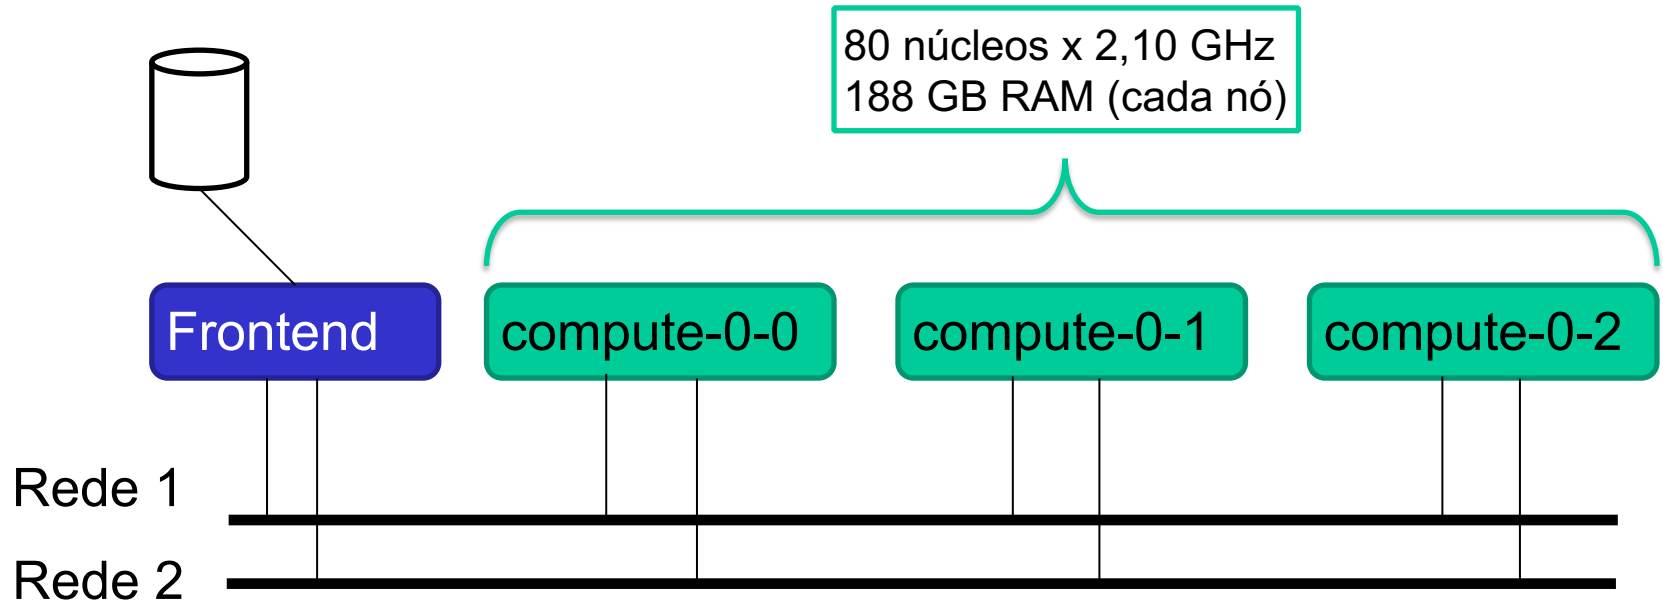 80 núcleos x 2,10 GHz
188 GB RAM (cada nó)
Frontend
compute-0-0
compute-0-1
compute-0-2
Rede 1
Rede 2